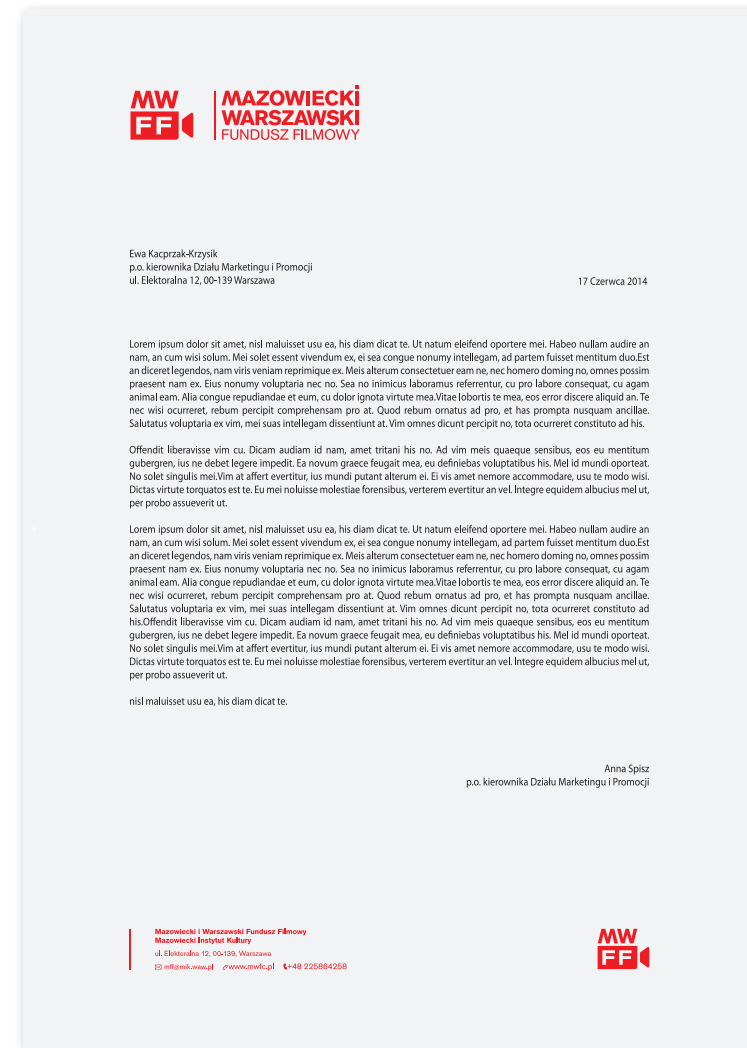 MW
FF
MAZOWIECKi
WARSZAWSKI
FUNDUSZ FILMOWY
Ewa Kacprzak-Krzysik
p.o. kierownika Działu Marketingu i Promocji
ul. Elektoralna 12, 00-139 Warszawa
17 Czerwca 2014
Lorem ipsum dolor sit amet, nisl maluisset usu ea, his diam dicat te. Ut natum eleifend oportere mei. Habeo nullam audire an
nam, an cum wisi solum. Mei solet essent vivendum ex, ei sea congue nonumy intellegam, ad partem fuisset mentitum duo.Est
an diceret legendos, nam viris veniam reprimique ex. Meis alterum consectetuer eam ne, nec homero doming no, omnes possim
praesent nam ex. Eius nonumy voluptaria nec no. Sea no inimicus laboramus referrentur, cu pro labore consequat, cu agam
animal eam. Alia congue repudiandae et eum, cu dolor ignota virtute mea.Vitae lobortis te mea, eos error discere aliquid an. Te
nec wisi ocurreret, rebum percipit comprehensam pro at. Quod rebum ornatus ad pro, et has prompta nusquam ancillae.
Salutatus voluptaria ex vim, mei suas intellegam dissentiunt at. Vim omnes dicunt percipit no, tota ocurreret constituto ad his.
Offendit liberavisse vim cu. Dicam audiam id nam, amet tritani his no. Ad vim meis quaeque sensibus, eos eu mentitum
gubergren, ius ne debet legere impedit. Ea novum graece feugait mea, eu definiebas voluptatibus his. Mel id mundi oporteat.
No solet singulis mei.Vim at affert evertitur, ius mundi putant alterum ei. Ei vis amet nemore accommodare, usu te modo wisi.
Dictas virtute torquatos est te. Eu mei noluisse molestiae forensibus, verterem evertitur an vel. Integre equidem albucius mel ut,
per probo assueverit ut.
Lorem ipsum dolor sit amet, nisl maluisset usu ea, his diam dicat te. Ut natum eleifend oportere mei. Habeo nullam audire an
nam, an cum wisi solum. Mei solet essent vivendum ex, ei sea congue nonumy intellegam, ad partem fuisset mentitum duo.Est
an diceret legendos, nam viris veniam reprimique ex. Meis alterum consectetuer eam ne, nec homero doming no, omnes possim
praesent nam ex. Eius nonumy voluptaria nec no. Sea no inimicus laboramus referrentur, cu pro labore consequat, cu agam
animal eam. Alia congue repudiandae et eum, cu dolor ignota virtute mea.Vitae lobortis te mea, eos error discere aliquid an. Te
nec wisi ocurreret, rebum percipit comprehensam pro at. Quod rebum ornatus ad pro, et has prompta nusquam ancillae.
Salutatus voluptaria ex vim, mei suas intellegam dissentiunt at. Vim omnes dicunt percipit no, tota ocurreret constituto ad
his.Offendit liberavisse vim cu. Dicam audiam id nam, amet tritani his no. Ad vim meis quaeque sensibus, eos eu mentitum
gubergren, ius ne debet legere impedit. Ea novum graece feugait mea, eu definiebas voluptatibus his. Mel id mundi oporteat.
No solet singulis mei.Vim at affert evertitur, ius mundi putant alterum ei. Ei vis amet nemore accommodare, usu te modo wisi.
Dictas virtute torquatos est te. Eu mei noluisse molestiae forensibus, verterem evertitur an vel. Integre equidem albucius mel ut,
per probo assueverit ut.
nisl maluisset usu ea, his diam dicat te.
Anna Spisz
p.o. kierownika Działu Marketingu i Promocji
Mazowiecki i Warszawski Fundusz Filmowy
Mazowiecki Instytut Kultury
ul. Elektoralna 12, 00-139, Warszawa
mff@mik.waw.pl www.mwfc.pl +48 225864258
MW
FF